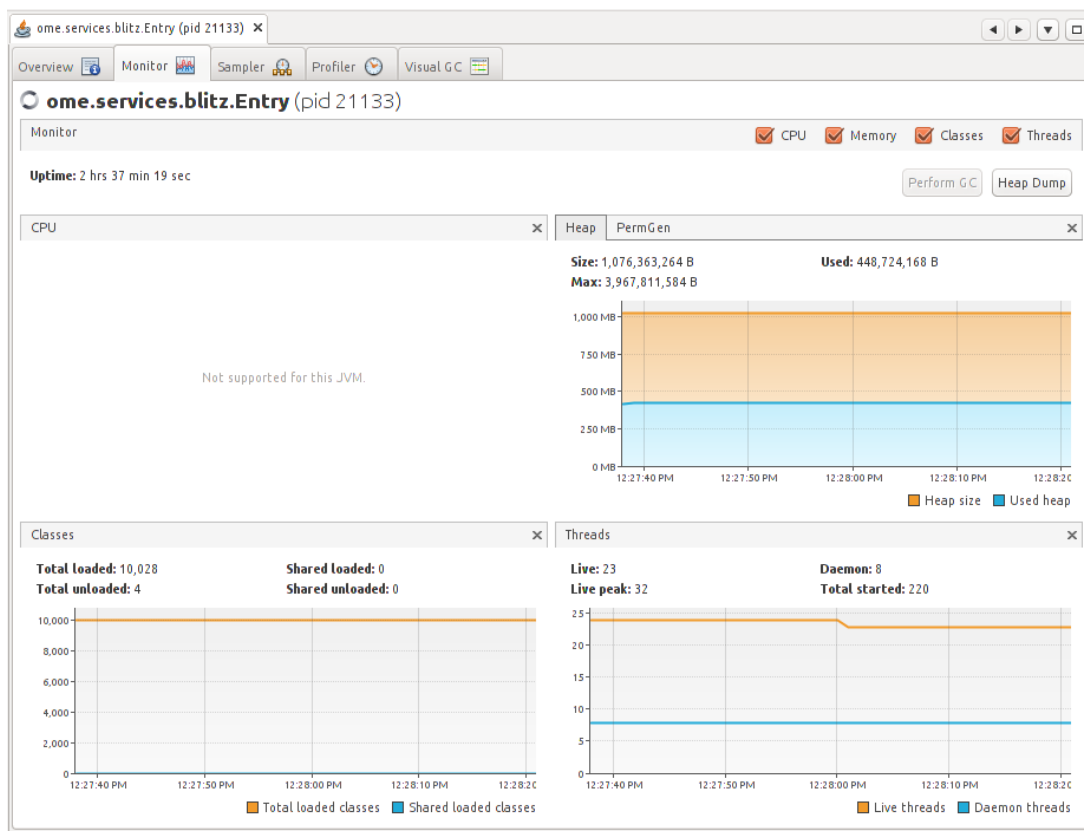 ome.services.blitz.Entry (pid 21133)
Overview Monitor Sampler Profiler Visual GC
ome.services.blitz.Entry (pid 21133)
Monitor CPU Memory Classes Threads
Uptime: 2 hrs 37 min 19 sec
Perform GC Heap Dump
CPU
Not supported for this JVM.
Heap PermGen
Size: 1,076,363,264 B Used: 448,724,168 B
Max: 3,967,811,584 B
1,000 MB
750 MB
500 MB
250 MB
0 MB
12:27:40 PM 12:27:50 PM 12:28:00 PM 12:28:10 PM 12:28:20
Heap size Used heap
Classes
Total loaded: 10,028 Shared loaded: 0
Total unloaded: 4 Shared unloaded: 0
10,000
8,000
6,000
4,000
2,000
0
12:27:40 PM 12:27:50 PM 12:28:00 PM 12:28:10 PM 12:28:20
Total loaded classes Shared loaded classes
Threads
Live: 23 Daemon: 8
Live peak: 32 Total started: 220
25
20
15
10
5
0
12:27:40 PM 12:27:50 PM 12:28:00 PM 12:28:10 PM 12:28:20
Live threads Daemon threads